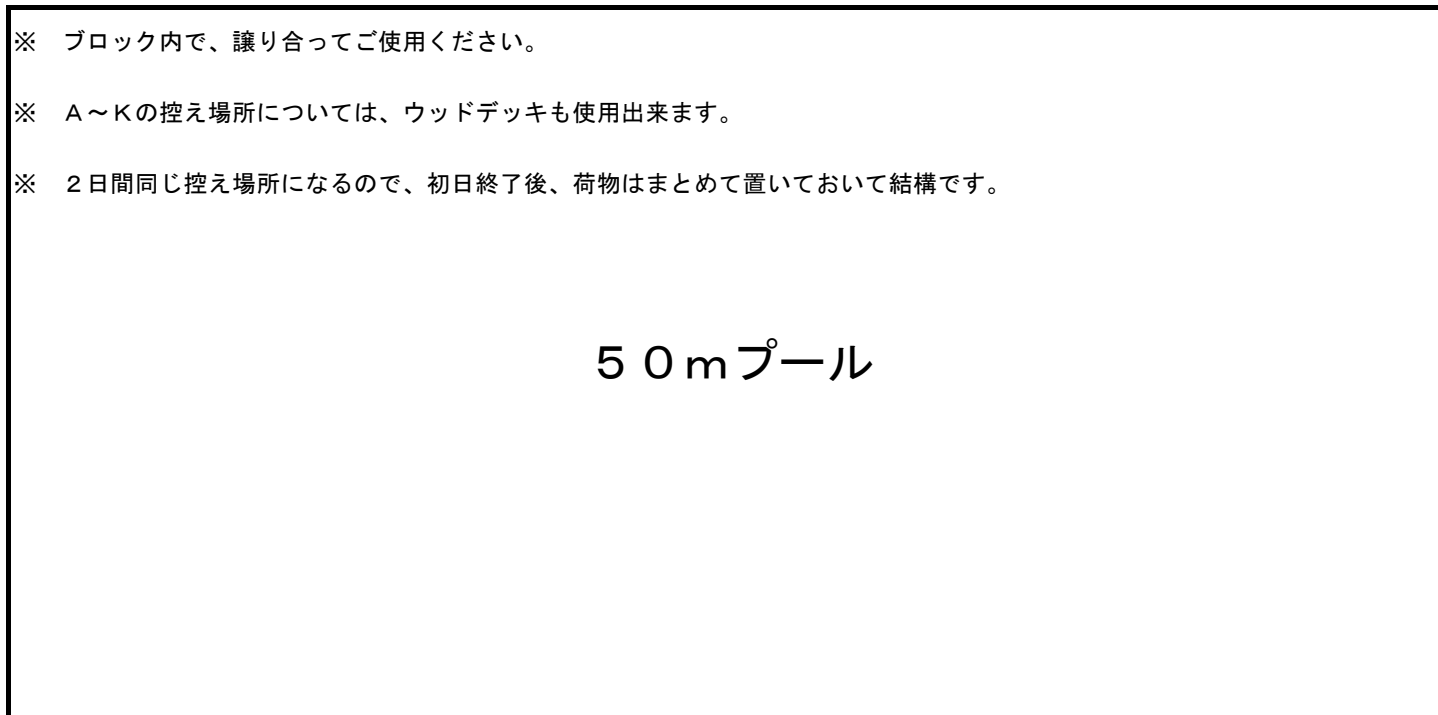 ※　ブロック内で、譲り合ってご使用ください。
※　Ａ～Ｋの控え場所については、ウッドデッキも使用出来ます。
※　２日間同じ控え場所になるので、初日終了後、荷物はまとめて置いておいて結構です。
５０ｍプール